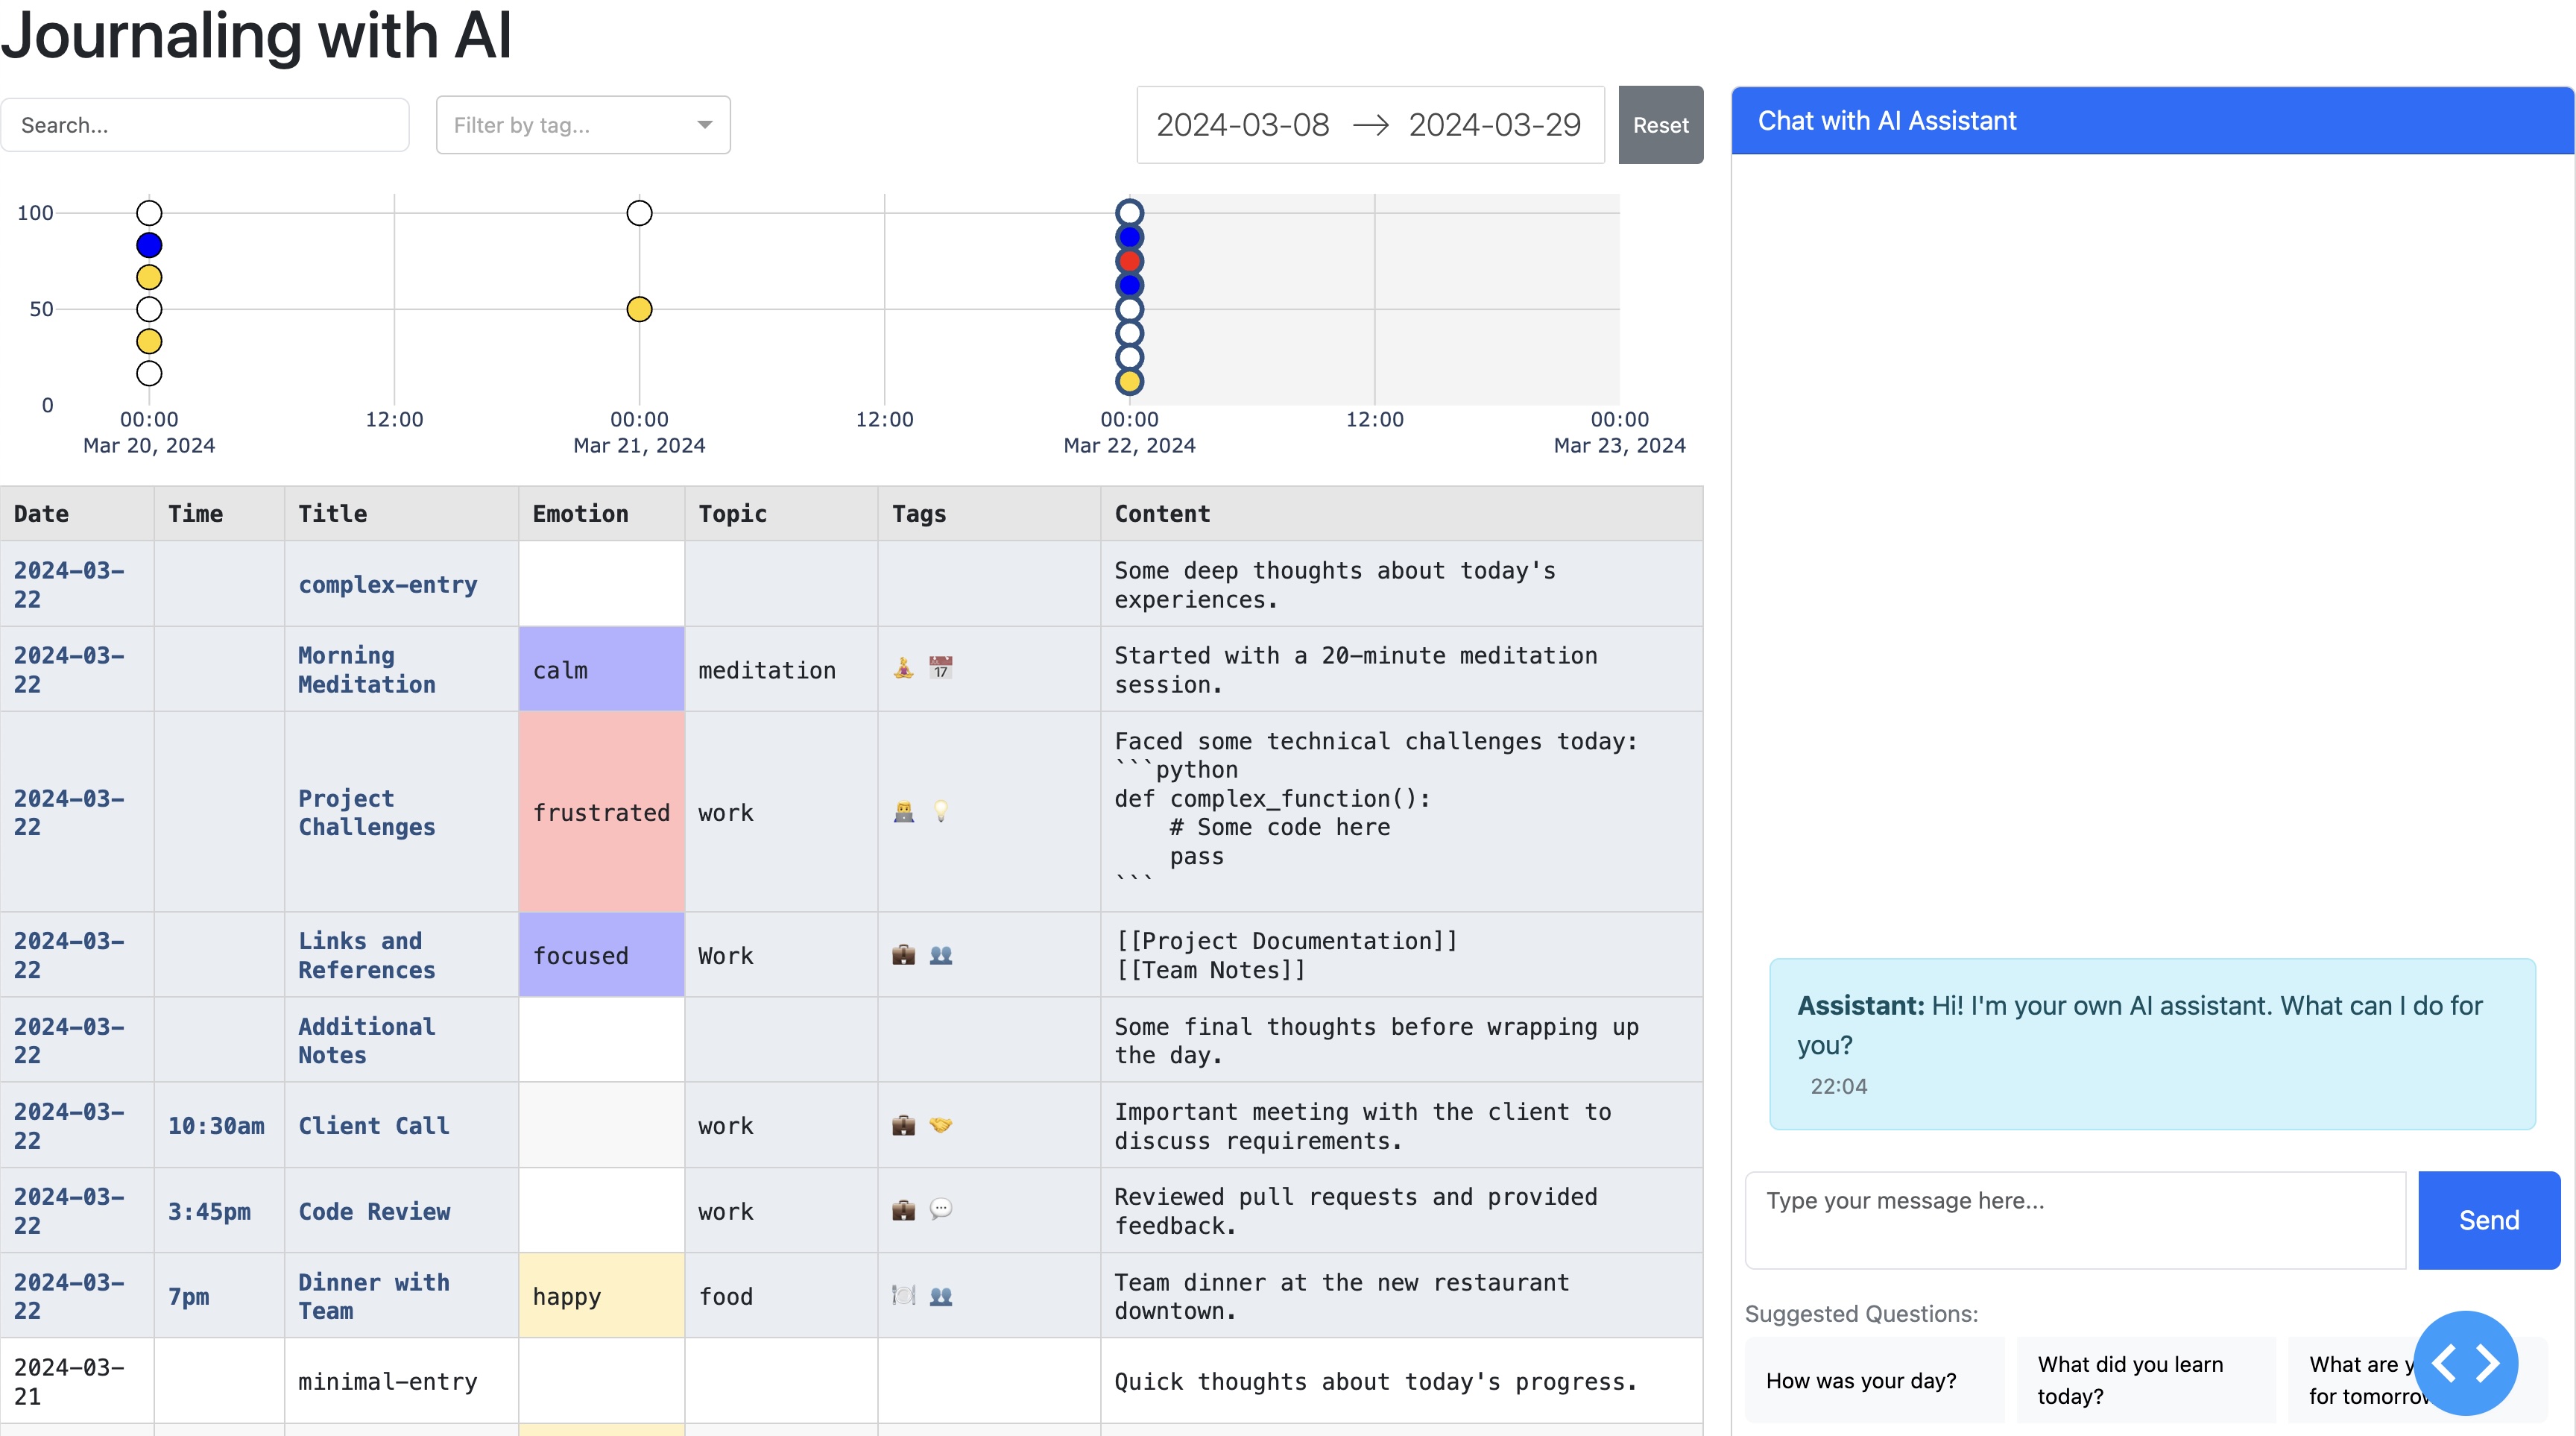 Journaling with AI
Search...
Filter by tag...
2024-03-08 → 2024-03-29
Reset
100
50
0
00:00
Mar 20, 2024
12:00
00:00
Mar 21, 2024
12:00
00:00
Mar 22, 2024
12:00
00:00
Mar 23, 2024
Date Time Title Emotion Topic Tags Content
2024-03-
22
complex-entry
Some deep thoughts about today's
experiences.
2024-03-
22
Morning
Meditation
calm
meditation
17
Started with a 20-minute meditation
session.
2024-03-
22
Project
Challenges
frustrated
work
Faced some technical challenges today:
```python
def complex_function():
    # Some code here
    pass
```
2024-03-
22
Links and
References
focused
Work
[[Project Documentation]]
[[Team Notes]]
2024-03-
22
Additional
Notes
Some final thoughts before wrapping up
the day.
2024-03-
22
10:30am
Client Call
work
Important meeting with the client to
discuss requirements.
2024-03-
22
3:45pm
Code Review
work
Reviewed pull requests and provided
feedback.
2024-03-
22
7pm
Dinner with
Team
happy
food
Team dinner at the new restaurant
downtown.
2024-03-
21
minimal-entry
Quick thoughts about today's progress.
Chat with AI Assistant
Assistant: Hi! I'm your own AI assistant. What can I do for
you?
22:04
Type your message here...
Send
Suggested Questions:
How was your day?
What did you learn
today?
What are
for